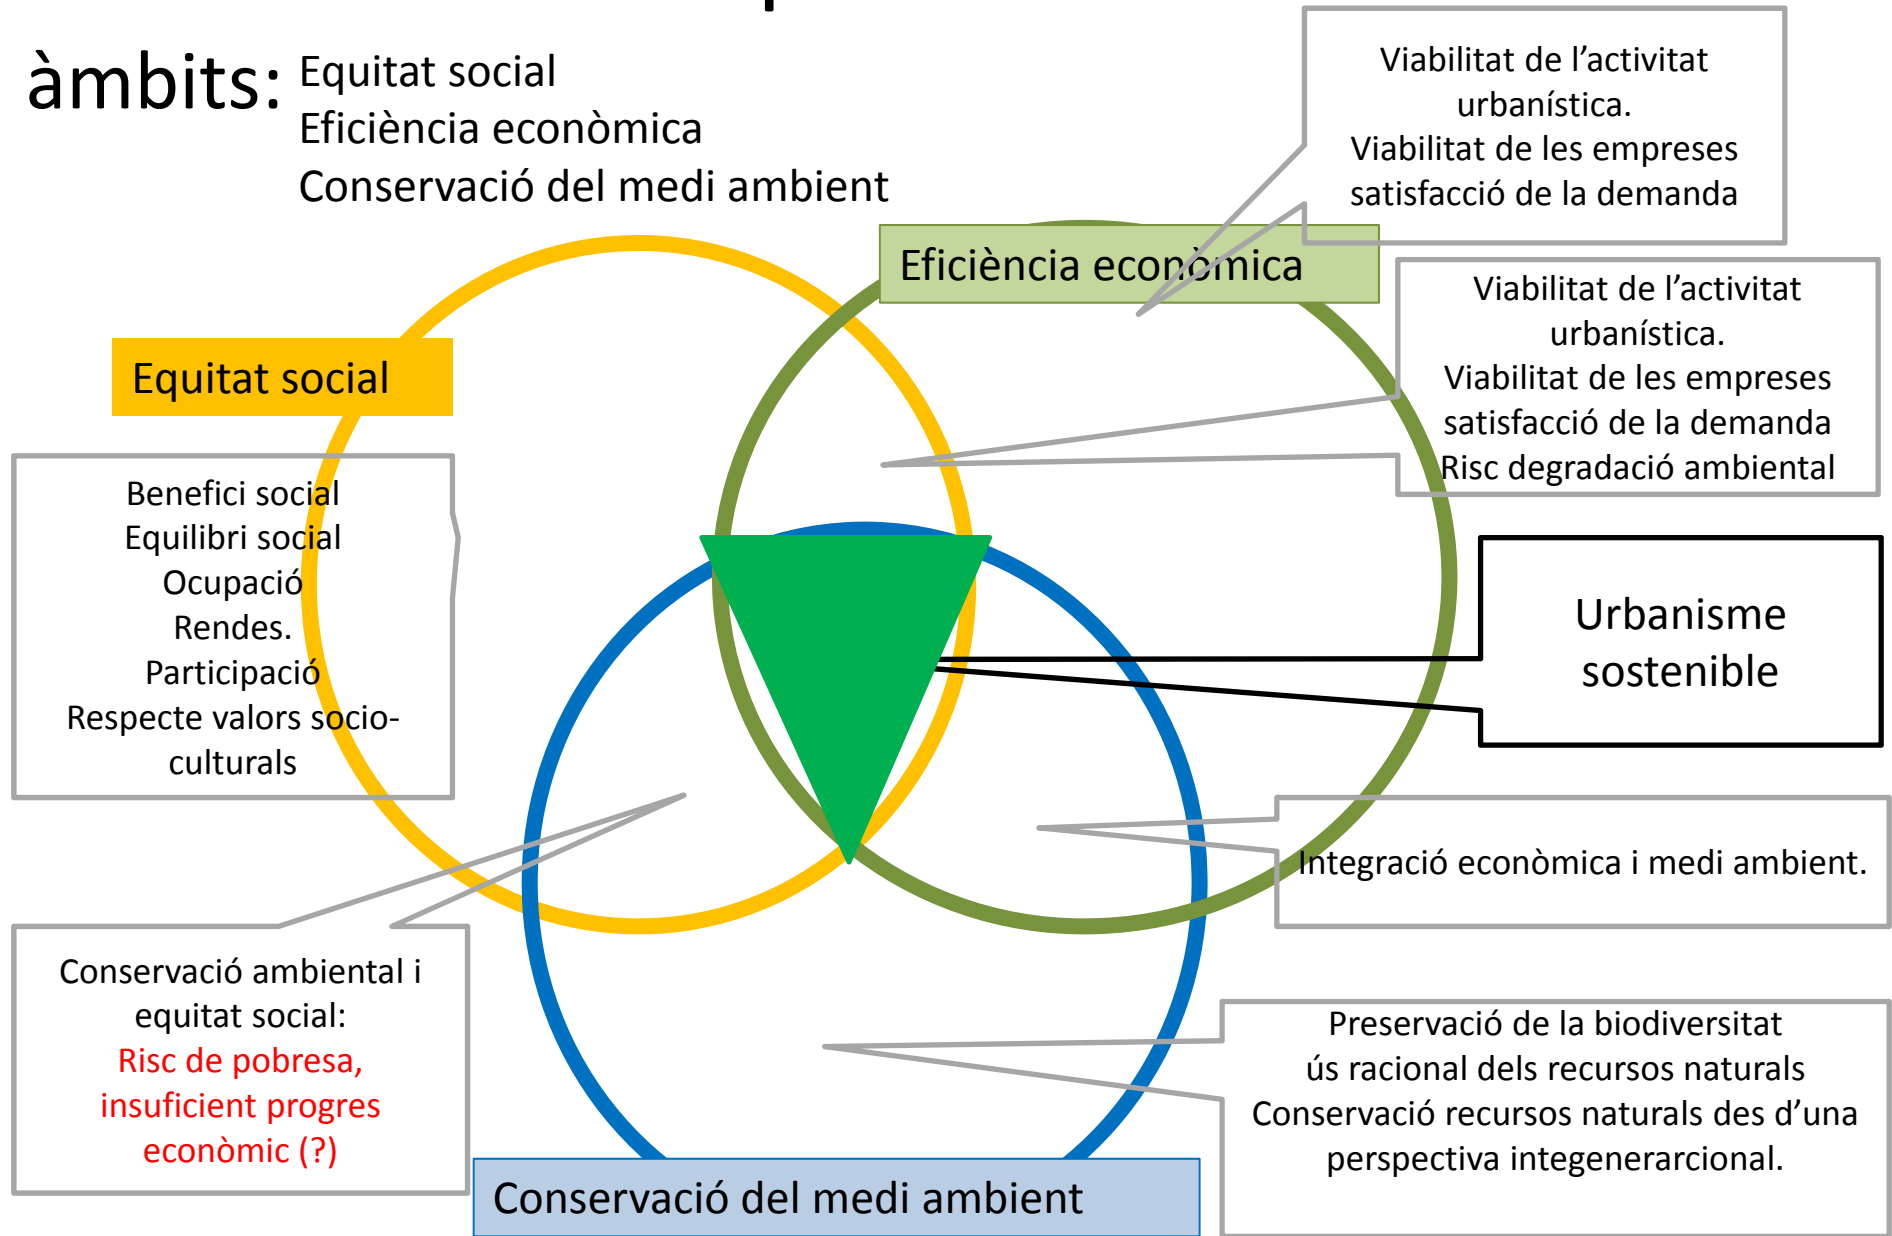 àmbits:
Equitat social
Eficiència econòmica
Conservació del medi ambient
Viabilitat de l’activitat
urbanística.
Viabilitat de les empreses
satisfacció de la demanda
Eficiència econòmica
Viabilitat de l’activitat
urbanística.
Viabilitat de les empreses
satisfacció de la demanda
Risc degradació ambiental
Equitat social
Benefici social
Equilibri social
Ocupació
Rendes.
Participació
Respecte valors socio-
culturals
Urbanisme
sostenible
Integració econòmica i medi ambient.
Conservació ambiental i
equitat social:
Risc de pobresa,
insuficient progres
econòmic (?)
Preservació de la biodiversitat
ús racional dels recursos naturals
Conservació recursos naturals des d’una
perspectiva integenerarcional.
Conservació del medi ambient